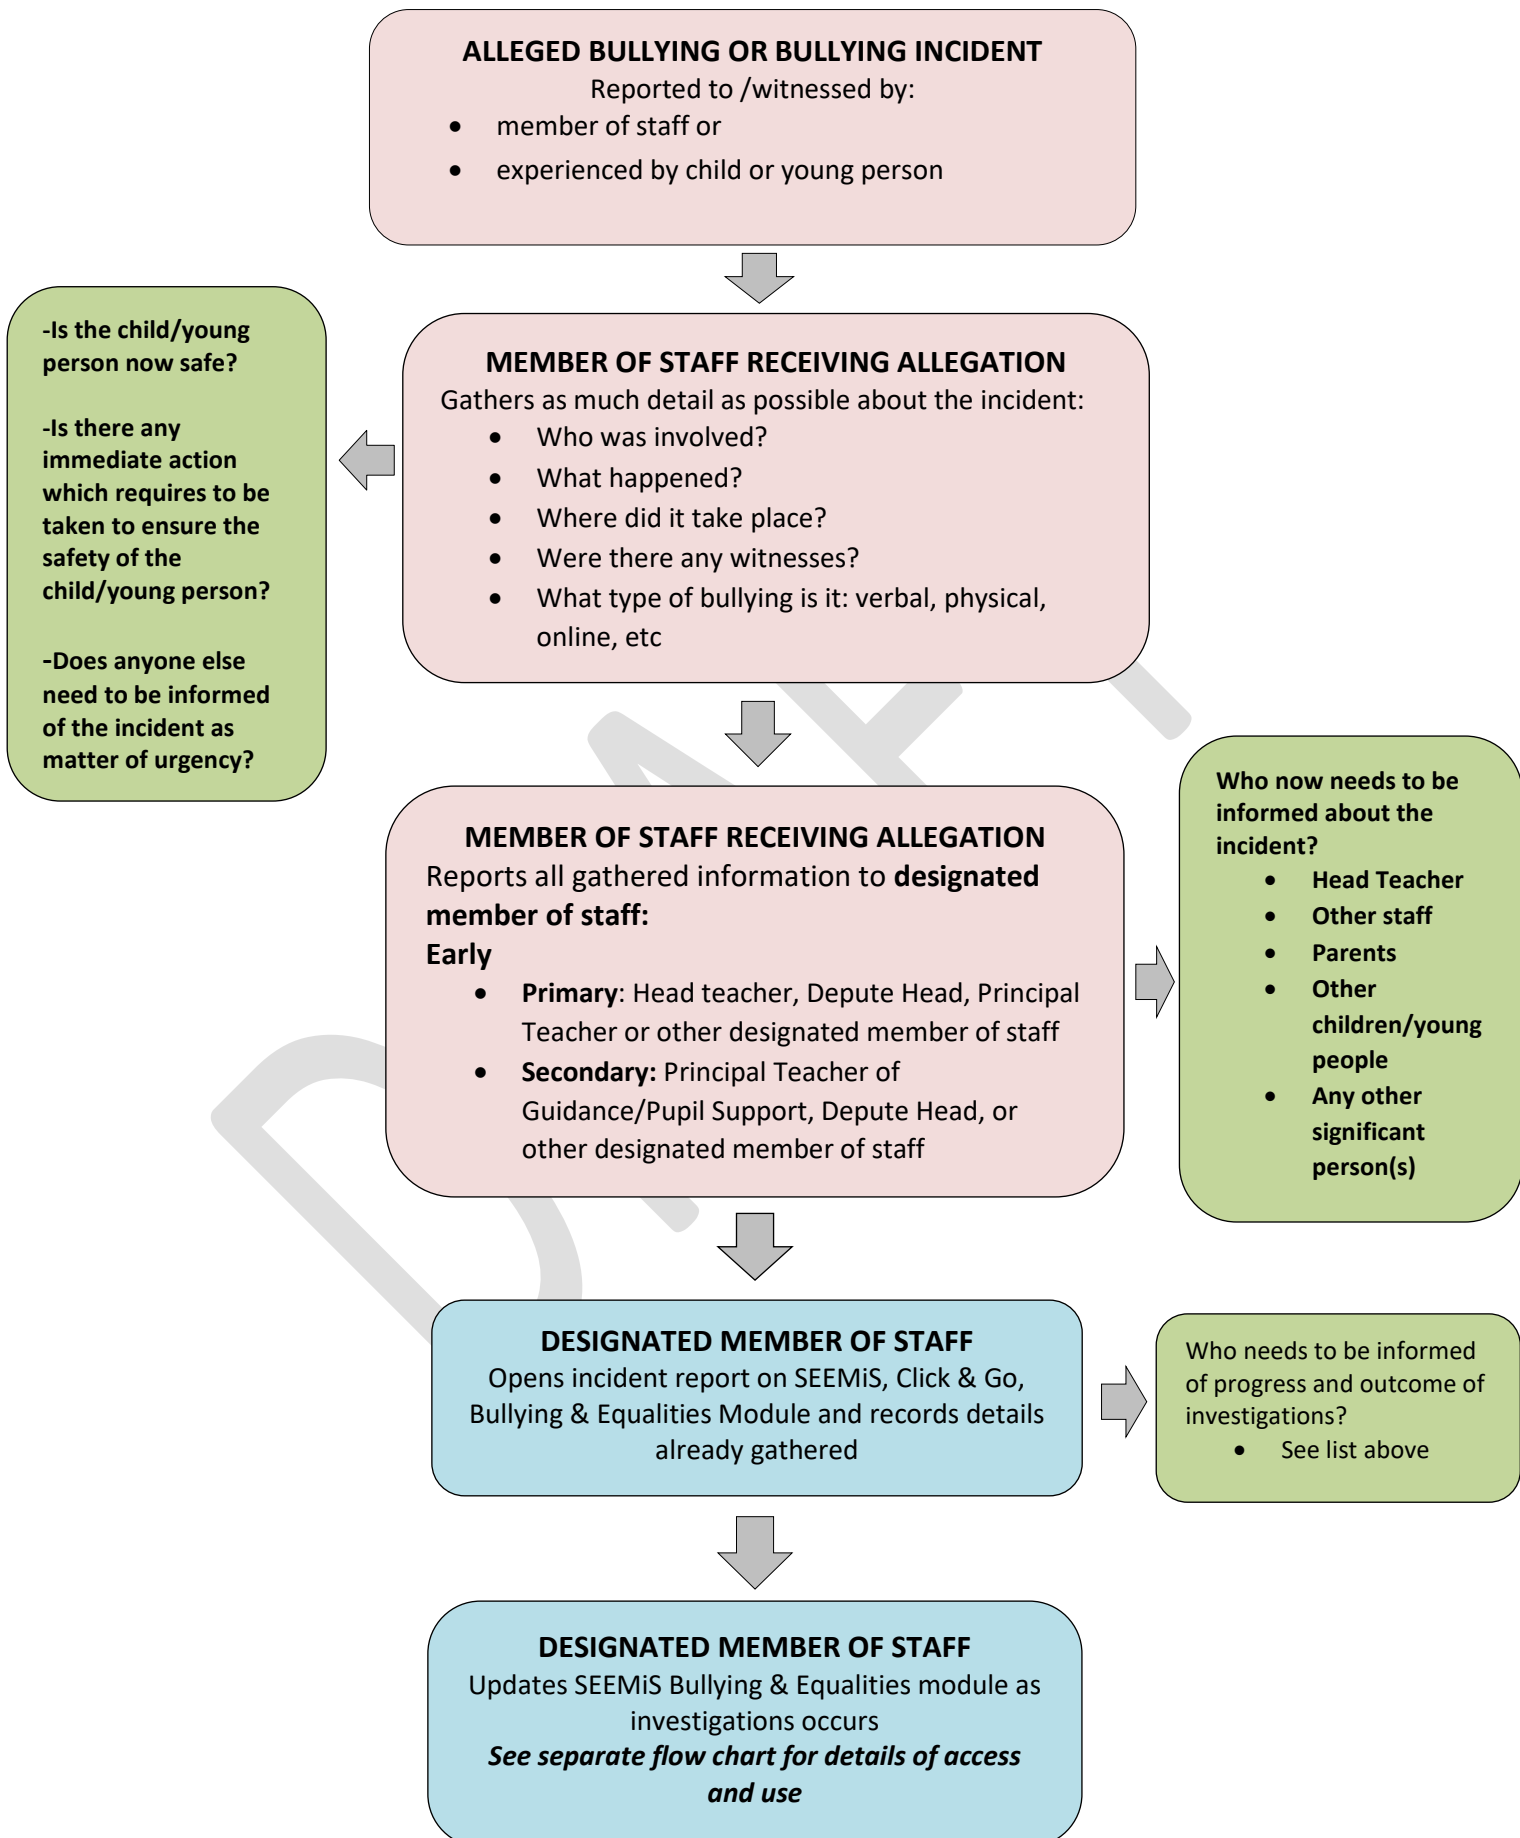 ALLEGED BULLYING OR BULLYING INCIDENT
Reported to /witnessed by:
• member of staff or
• experienced by child or young person
MEMBER OF STAFF RECEIVING ALLEGATION
Gathers as much detail as possible about the incident:
• Who was involved?
• What happened?
• Where did it take place?
• Were there any witnesses?
• What type of bullying is it: verbal, physical,
online, etc
-Is the child/young
person now safe?
-Is there any
immediate action
which requires to be
taken to ensure the
safety of the
child/young person?
-Does anyone else
need to be informed
of the incident as
matter of urgency?
MEMBER OF STAFF RECEIVING ALLEGATION
Reports all gathered information to designated
member of staff:
Early
• Primary: Head teacher, Depute Head, Principal
Teacher or other designated member of staff
• Secondary: Principal Teacher of
Guidance/Pupil Support, Depute Head, or
other designated member of staff
Who now needs to be
informed about the
incident?
• Head Teacher
• Other staff
• Parents
• Other
children/young
people
• Any other
significant
person(s)
DESIGNATED MEMBER OF STAFF
Opens incident report on SEEMiS, Click & Go,
Bullying & Equalities Module and records details
already gathered
Who needs to be informed
of progress and outcome of
investigations?
• See list above
DESIGNATED MEMBER OF STAFF
Updates SEEMiS Bullying & Equalities module as
investigations occurs
See separate flow chart for details of access
and use
DRAFT